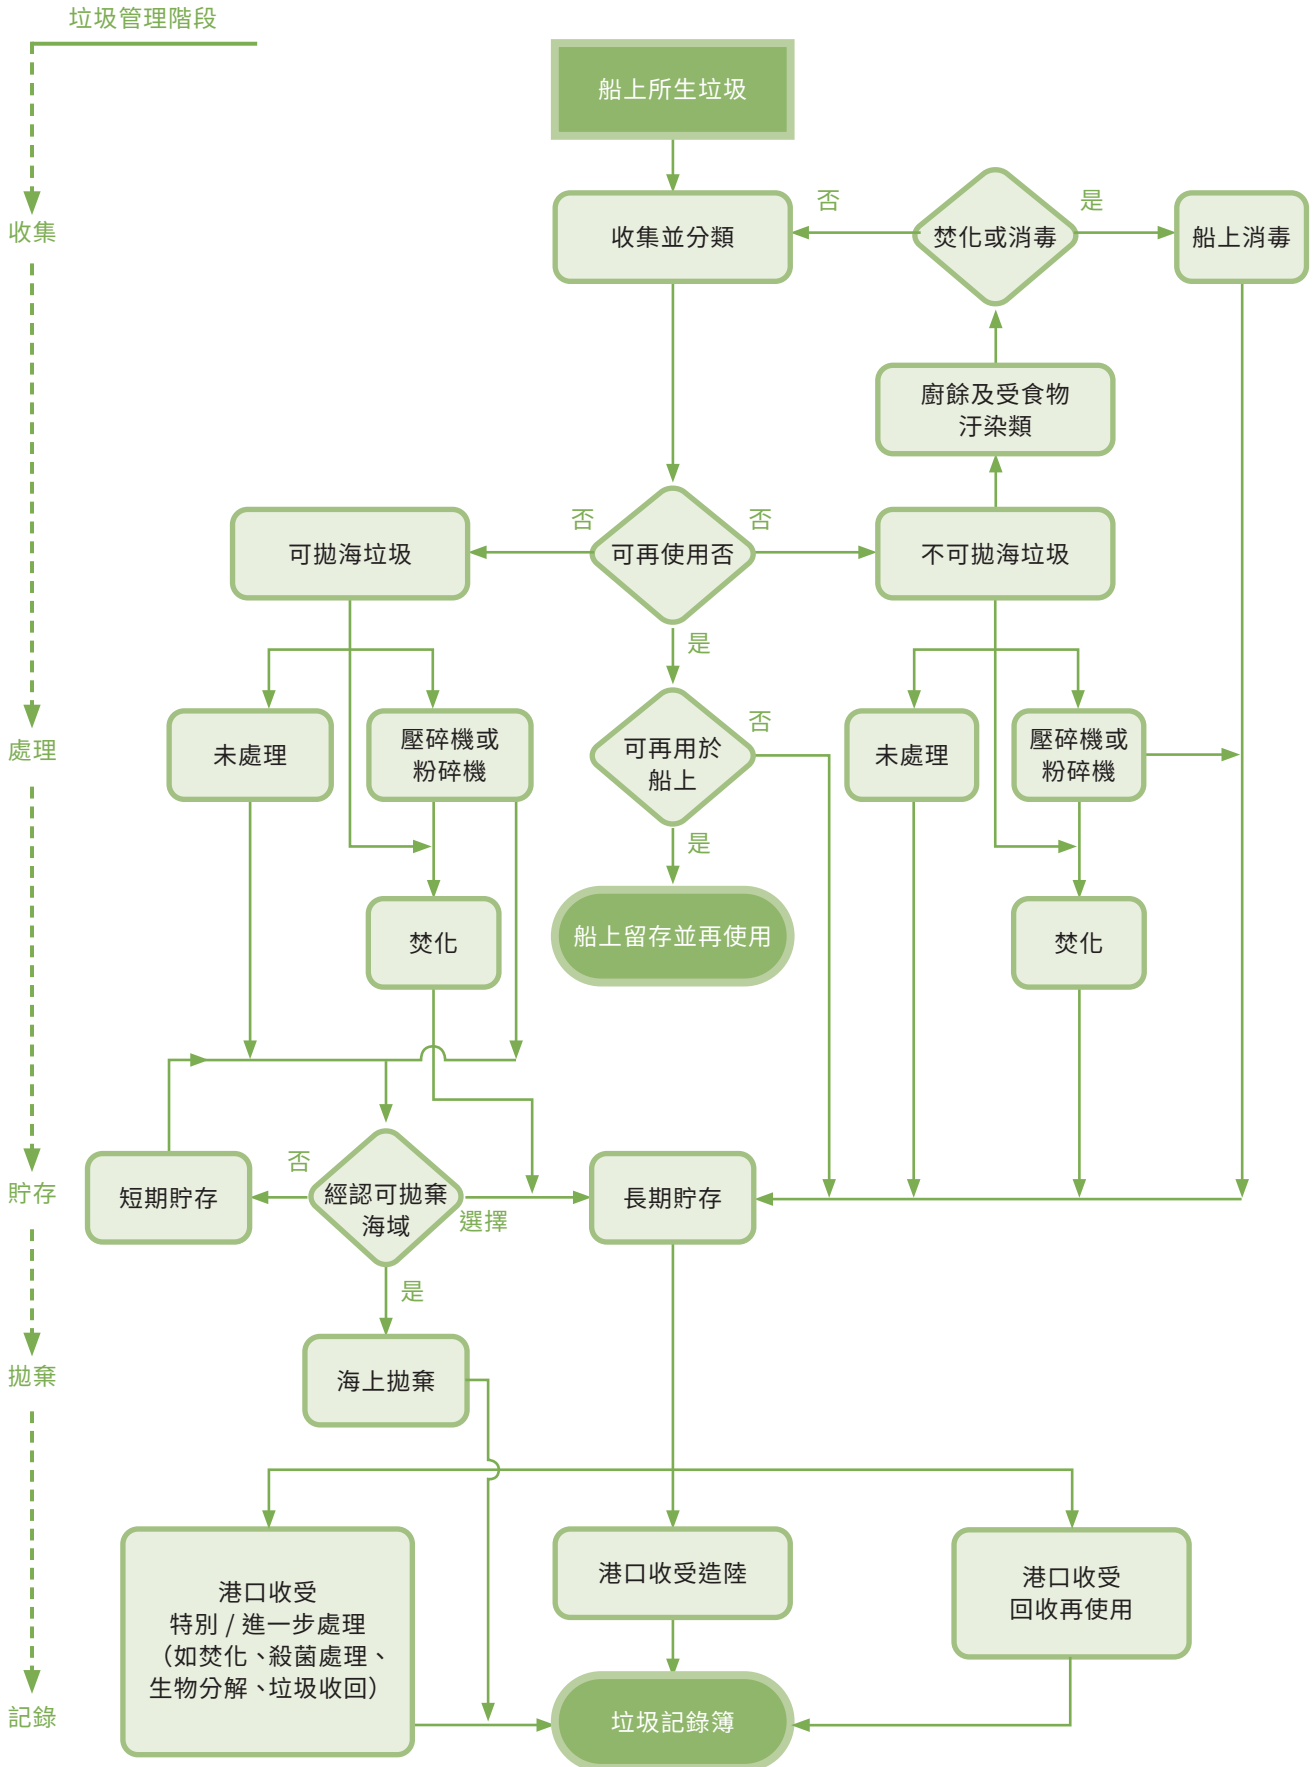 垃圾管理階段
船上所生垃圾
收集
收集並分類
否
焚化或消毒
是
船上消毒
廚餘及受食物
汙染類
可拋海垃圾
否
可再使用否
否
不可拋海垃圾
是
處理
未處理
壓碎機或
粉碎機
可再用於
船上
否
未處理
壓碎機或
粉碎機
是
焚化
船上留存並再使用
焚化
貯存
短期貯存
否
經認可拋棄
海域
選擇
長期貯存
是
拋棄
海上拋棄
港口收受
特別 / 進一步處理
（如焚化、殺菌處理、
生物分解、垃圾收回）
港口收受造陸
港口收受
回收再使用
記錄
垃圾記錄簿